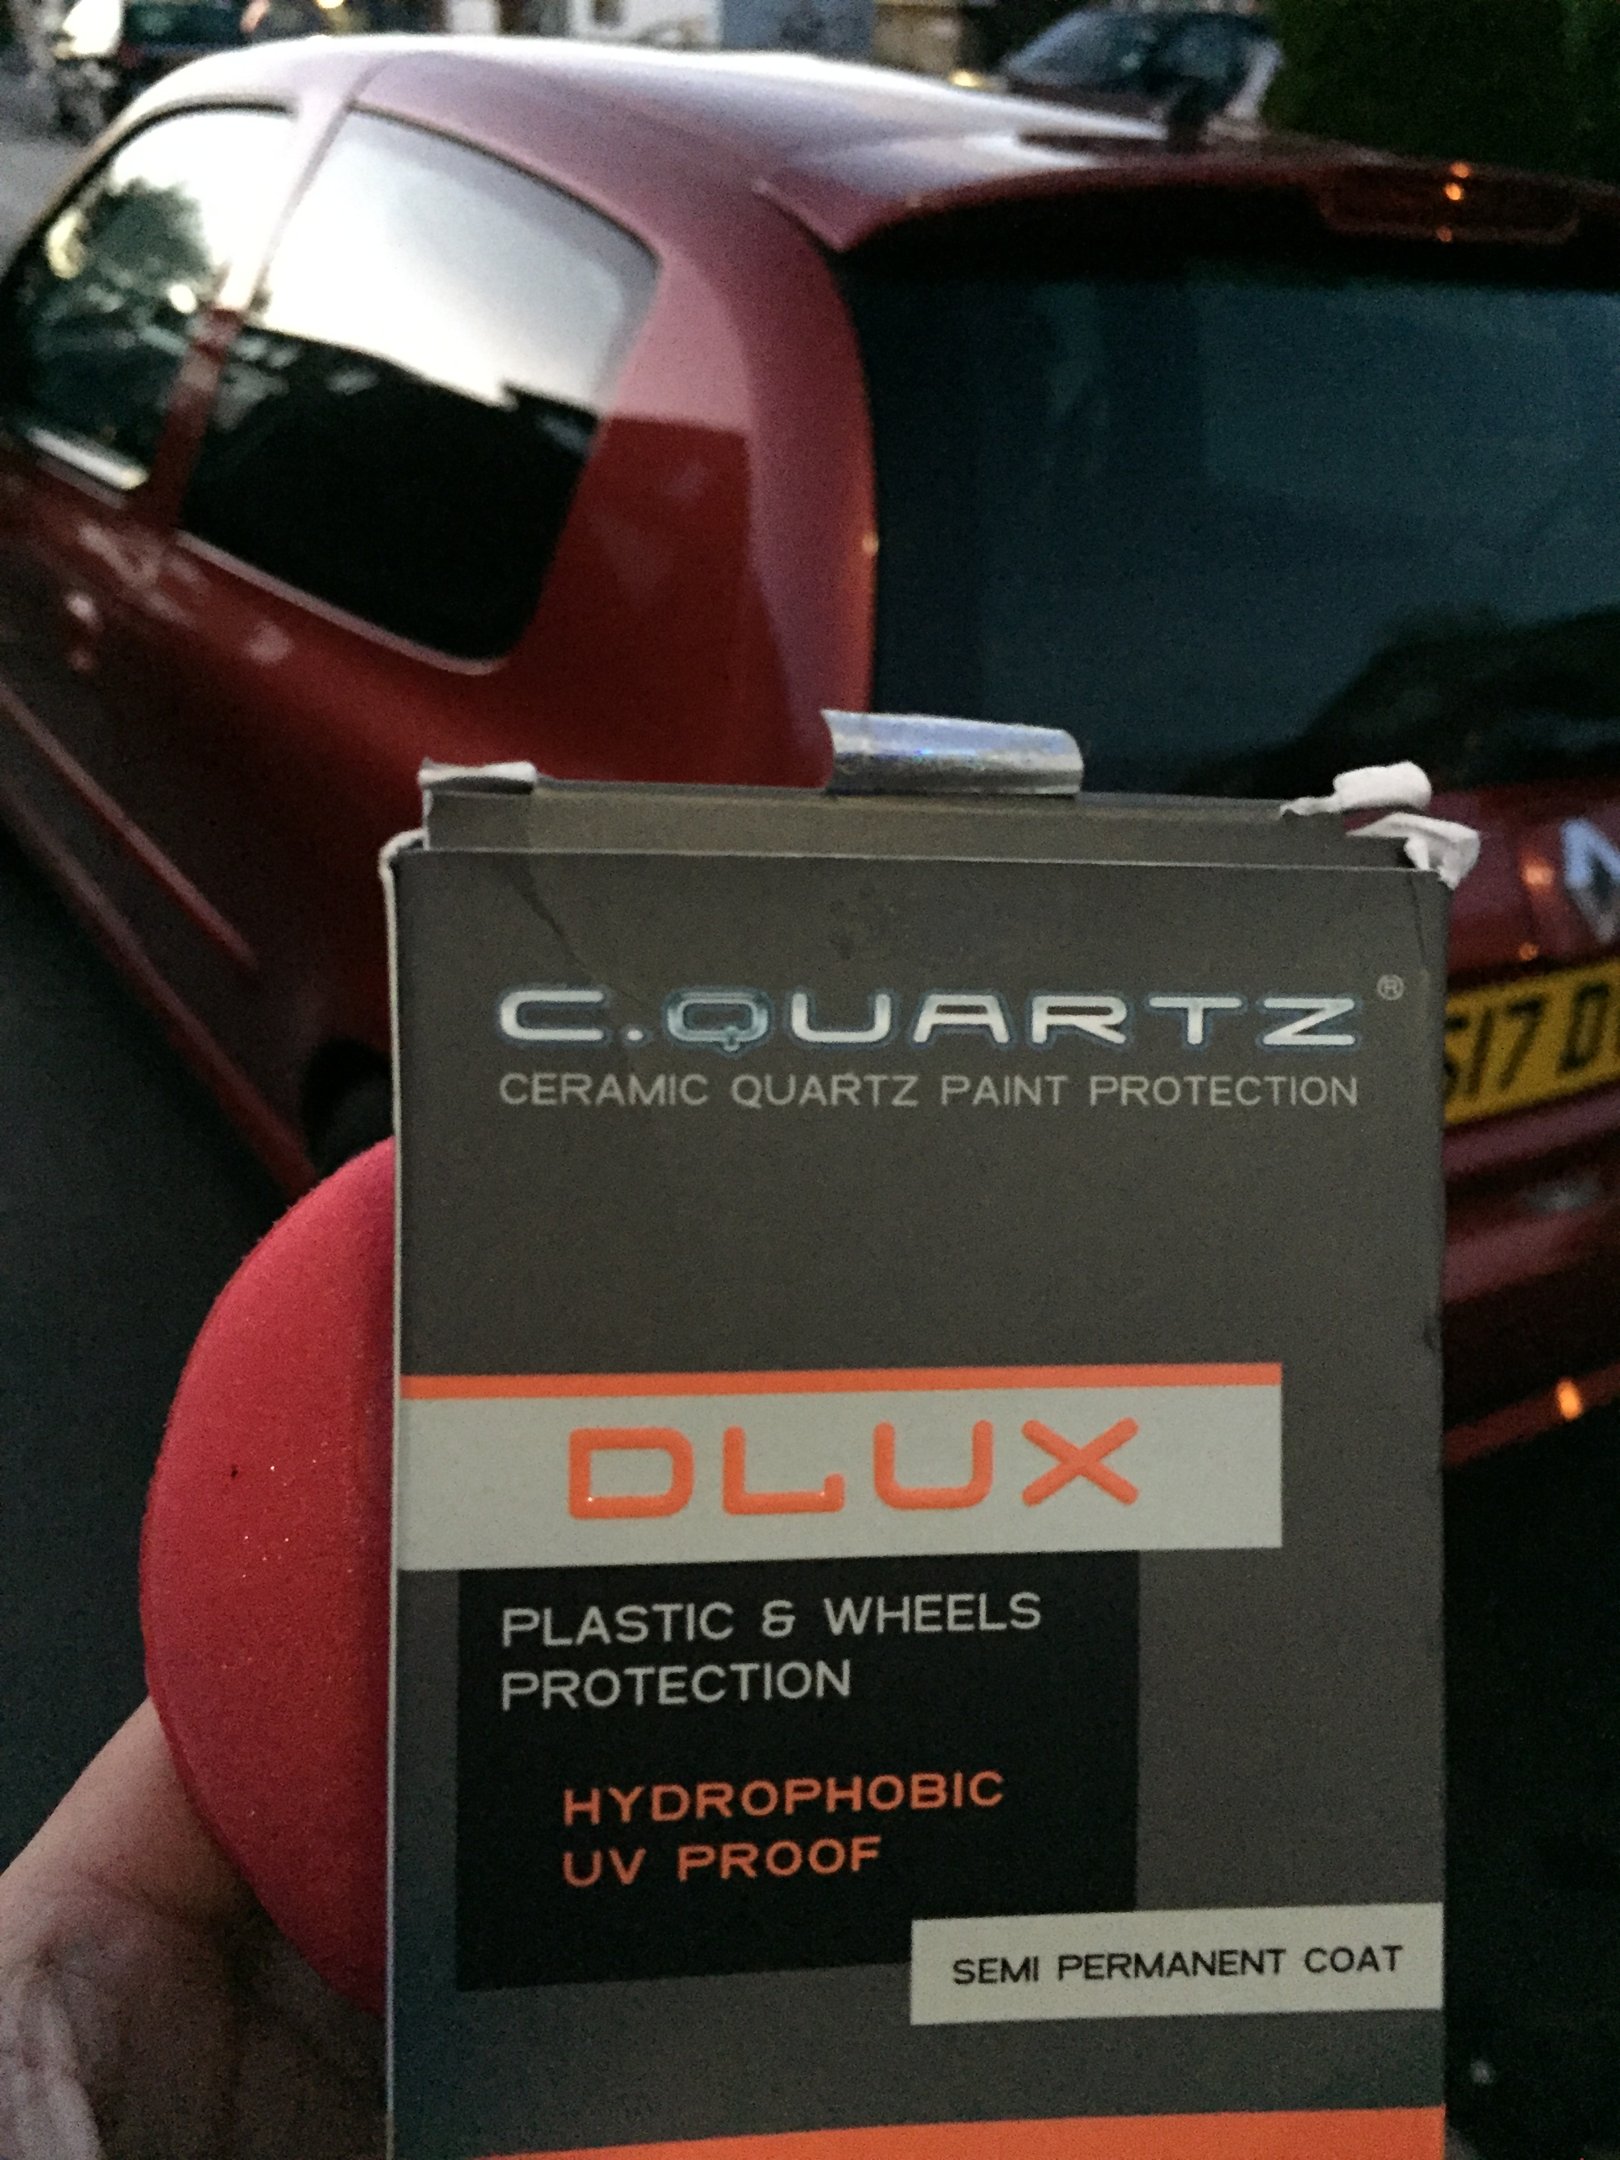 C.QUARTZ®
CERAMIC QUARTZ PAINT PROTECTION
DLUX
PLASTIC & WHEELS
PROTECTION
HYDROPHOBIC
UV PROOF
SEMI PERMANENT COAT